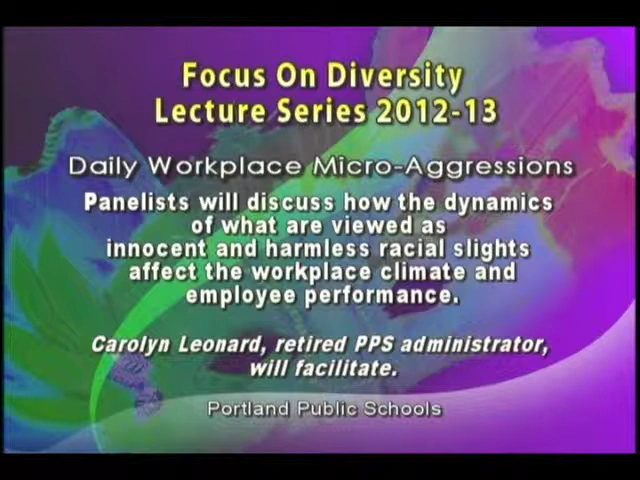 Focus On Diversity
Lecture Series 2012-13
Daily Workplace Micro-Aggressions
Panelists will discuss how the dynamics
of what are viewed as
innocent and harmless racial slights
affect the workplace climate and
employee performance.
Carolyn Leonard, retired PPS administrator,
will facilitate.
Portland Public Schools